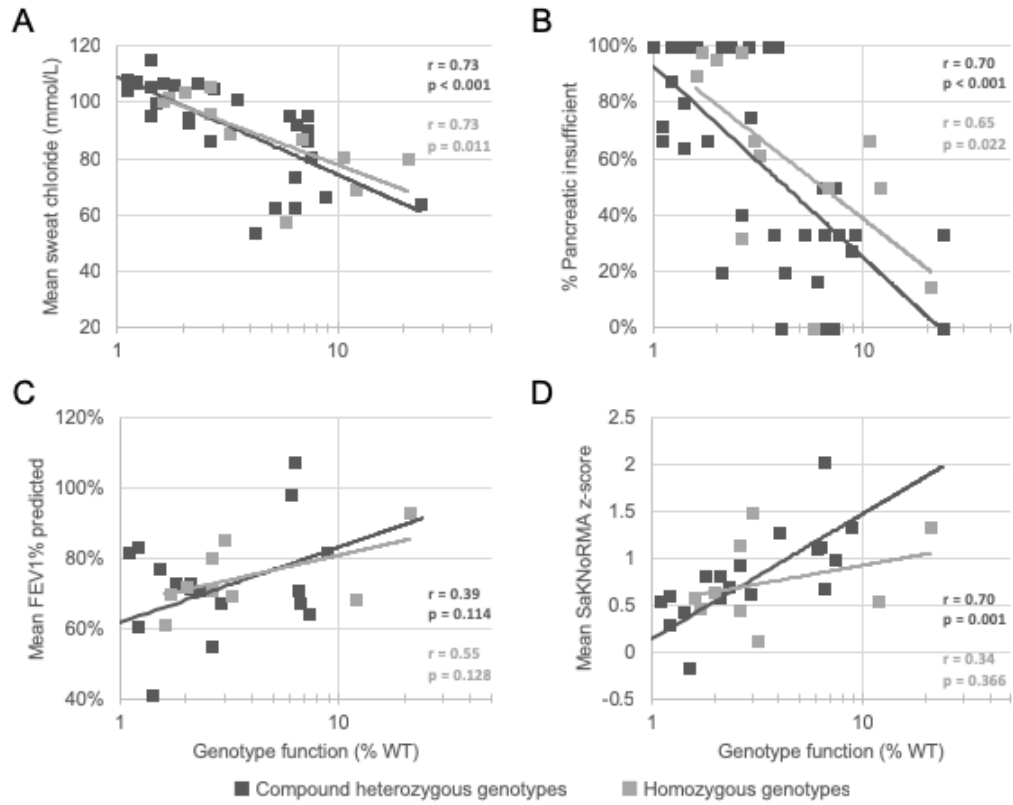 A
120
100
80
60
40
20
Mean sweat chloride (mmol/L)
r = 0.73
p < 0.001
r = 0.73
p = 0.011
1
10
B
100%
80%
60%
40%
20%
0%
% Pancreatic insufficient
r = 0.70
p < 0.001
r = 0.65
p = 0.022
1
10
C
120%
100%
80%
60%
40%
Mean FEV1% predicted
r = 0.39
p = 0.114
r = 0.55
p = 0.128
1
10
Genotype function (% WT)
D
2.5
2
1.5
1
0.5
0
-0.5
Mean SaKNoRMA z-score
r = 0.70
p = 0.001
r = 0.34
p = 0.366
1
10
Genotype function (% WT)
Compound heterozygous genotypes
Homozygous genotypes